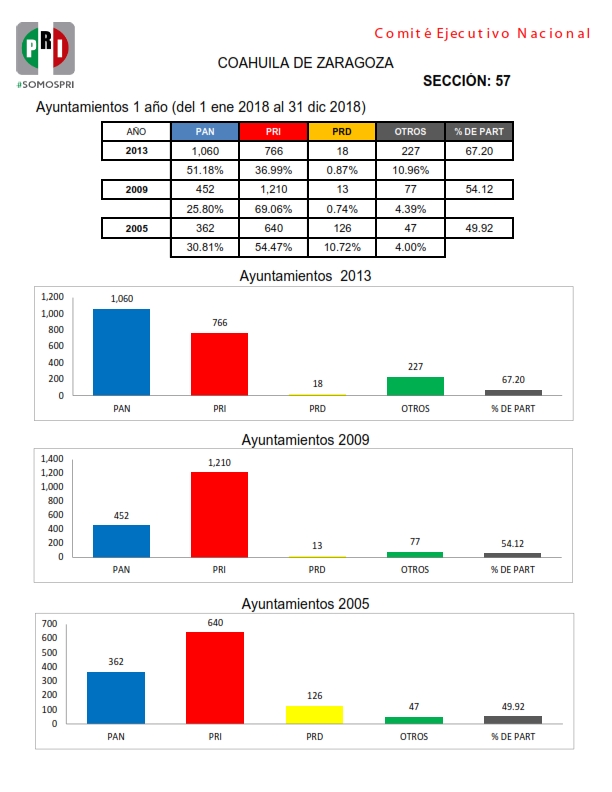 Comité Ejecutivo Nacional
PRI
#SOMOSPRI
COAHUILA DE ZARAGOZA
SECCIÓN: 57
Ayuntamientos 1 año (del 1 ene 2018 al 31 dic 2018)
AÑO PAN PRI PRD OTROS % DE PART
2013 1,060 766 18 227 67.20
51.18% 36.99% 0.87% 10.96%
2009 452 1,210 13 77 54.12
25.80% 69.06% 0.74% 4.39%
2005 362 640 126 47 49.92
30.81% 54.47% 10.72% 4.00%
Ayuntamientos 2013
1,200
1,000
800
600
400
200
0
1,060
766
18
227
67.20
PAN PRI PRD OTROS % DE PART
Ayuntamientos 2009
1,400
1,200
1,000
800
600
400
200
0
452
1,210
13
77
54.12
PAN PRI PRD OTROS % DE PART
Ayuntamientos 2005
700
600
500
400
300
200
100
0
362
640
126
47
49.92
PAN PRI PRD OTROS % DE PART